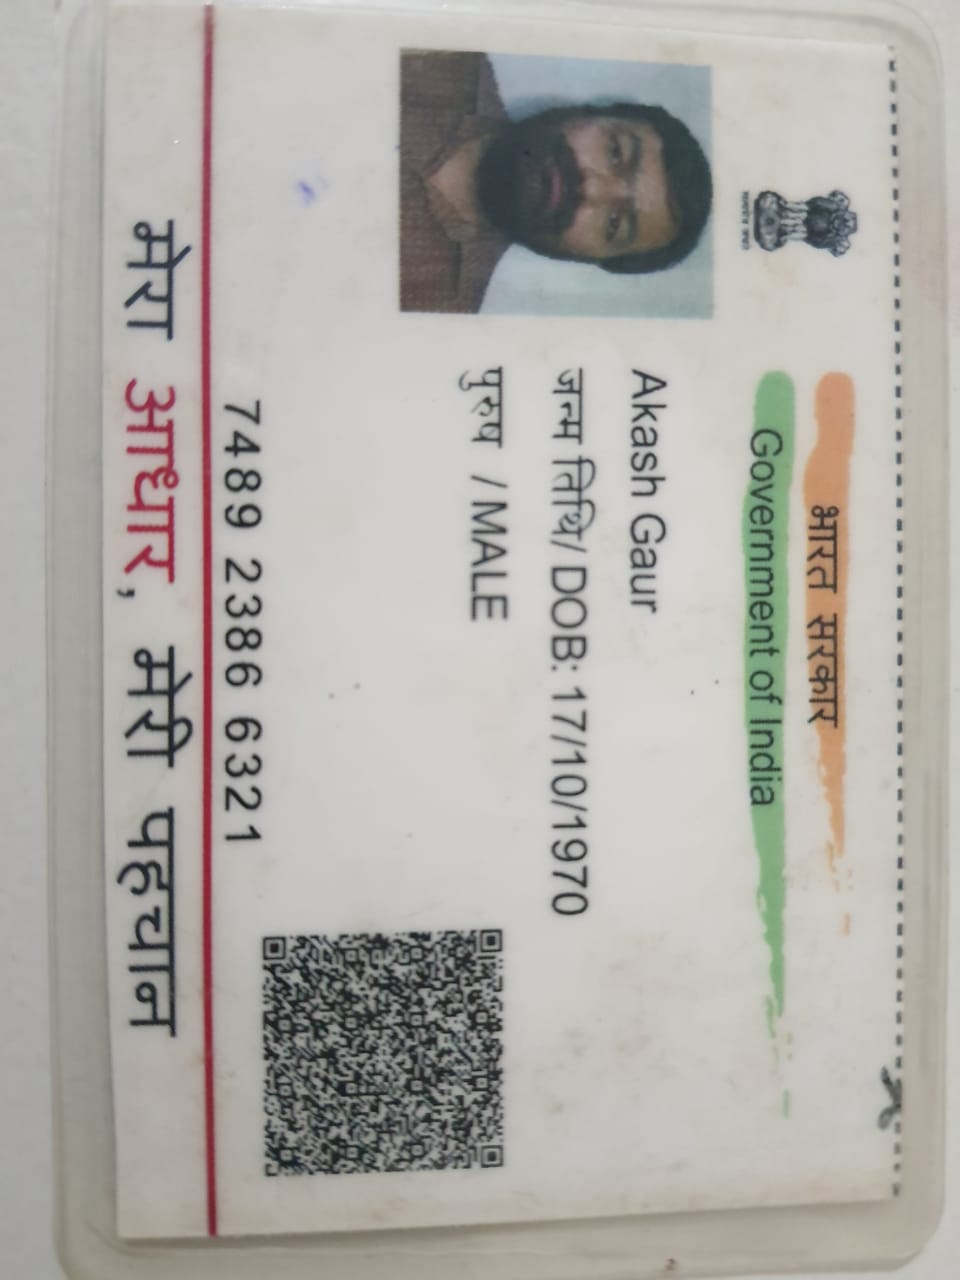 भारत सरकार
Government of India
Akash Gaur
जन्म तिथि/ DOB: 17/10/1970
पुरुष / MALE
7489 2386 6321
मेरा आधार, मेरी पहचान